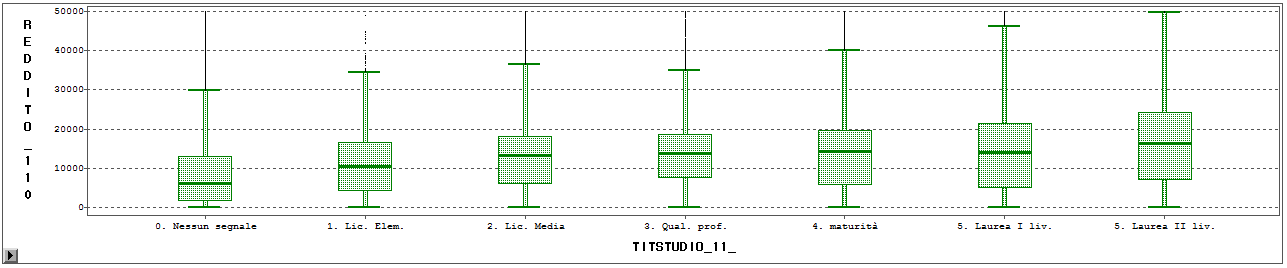 REDDITO_110
50000
40000
30000
20000
10000
0
0. Nessun segnale
1. Lic. Elem.
2. Lic. Media
3. Qual. prof.
4. maturità
5. Laurea I liv.
5. Laurea II liv.
TITSTUDIO_11_